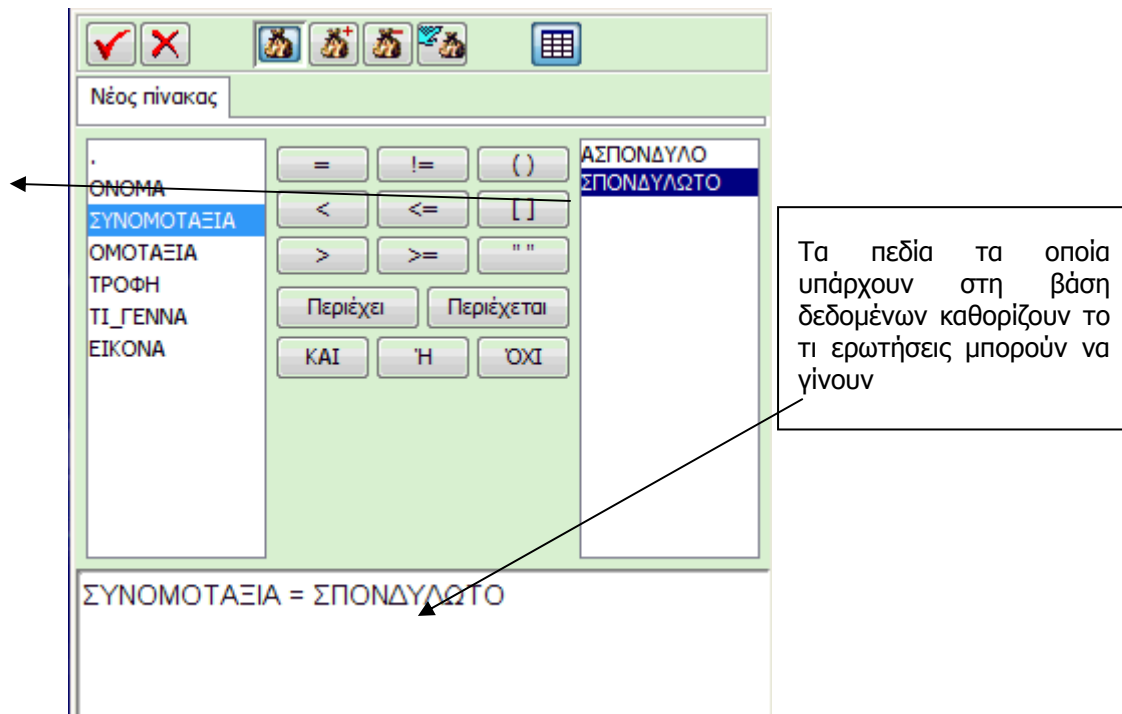 Νέος πίνακας
.
ΟΝΟΜΑ
ΣΥΝΟΜΟΤΑΞΙΑ
ΟΜΟΤΑΞΙΑ
ΤΡΟΦΗ
ΤΙ_ΓΕΝΝΑ
ΕΙΚΟΝΑ
= != ( )
< <= [ ]
> >= " "
Περιέχει Περιέχεται
ΚΑΙ Ή ΌΧΙ
ΑΣΠΟΝΔΥΛΟ
ΣΠΟΝΔΥΛΩΤΟ
ΣΥΝΟΜΟΤΑΞΙΑ = ΣΠΟΝΔΥΛΩΤΟ
Τα πεδία τα οποία
υπάρχουν στη βάση
δεδομένων καθορίζουν το
τι ερωτήσεις μπορούν να
γίνουν